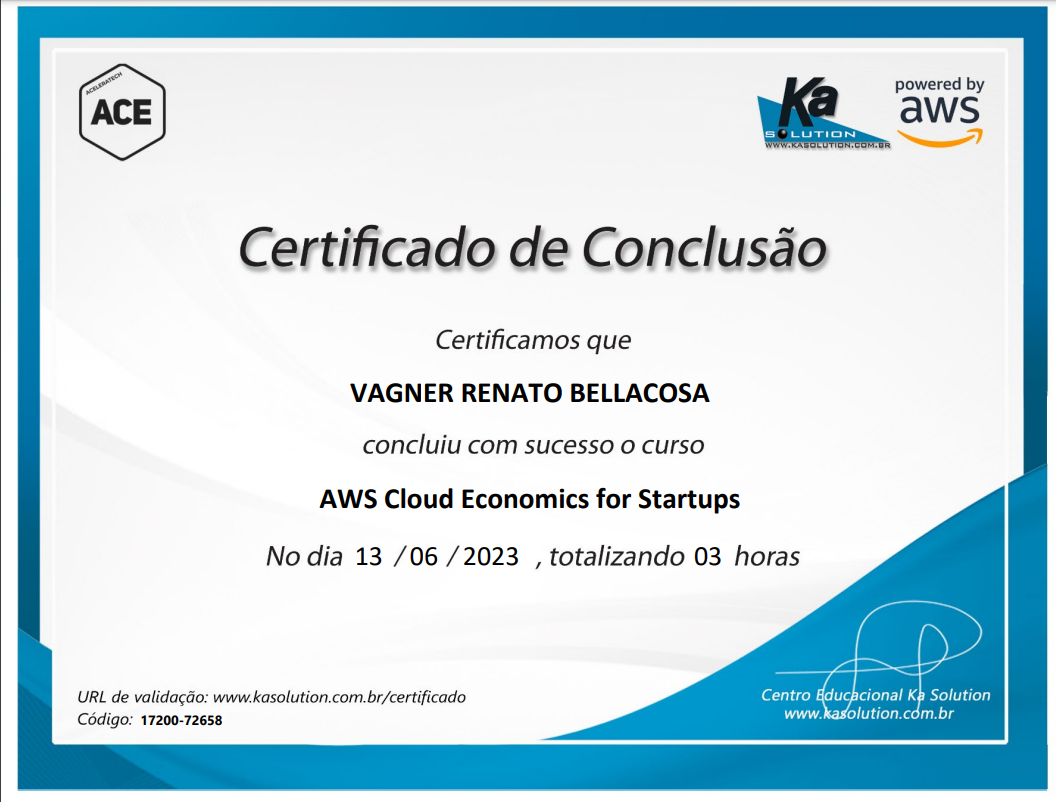 ACELERATECH
ACE
Ka
SOLUTION
WWW.KASOLUTION.COM.BR
powered by
aws
Certificado de Conclusão
Certificamos que
VAGNER RENATO BELLACOSA
concluiu com sucesso o curso
AWS Cloud Economics for Startups
No dia 13 / 06 / 2023 , totalizando 03 horas
URL de validação: www.kasolution.com.br/certificado
Código: 17200-72658
Centro Educacional Ka Solution
www.kasolution.com.br